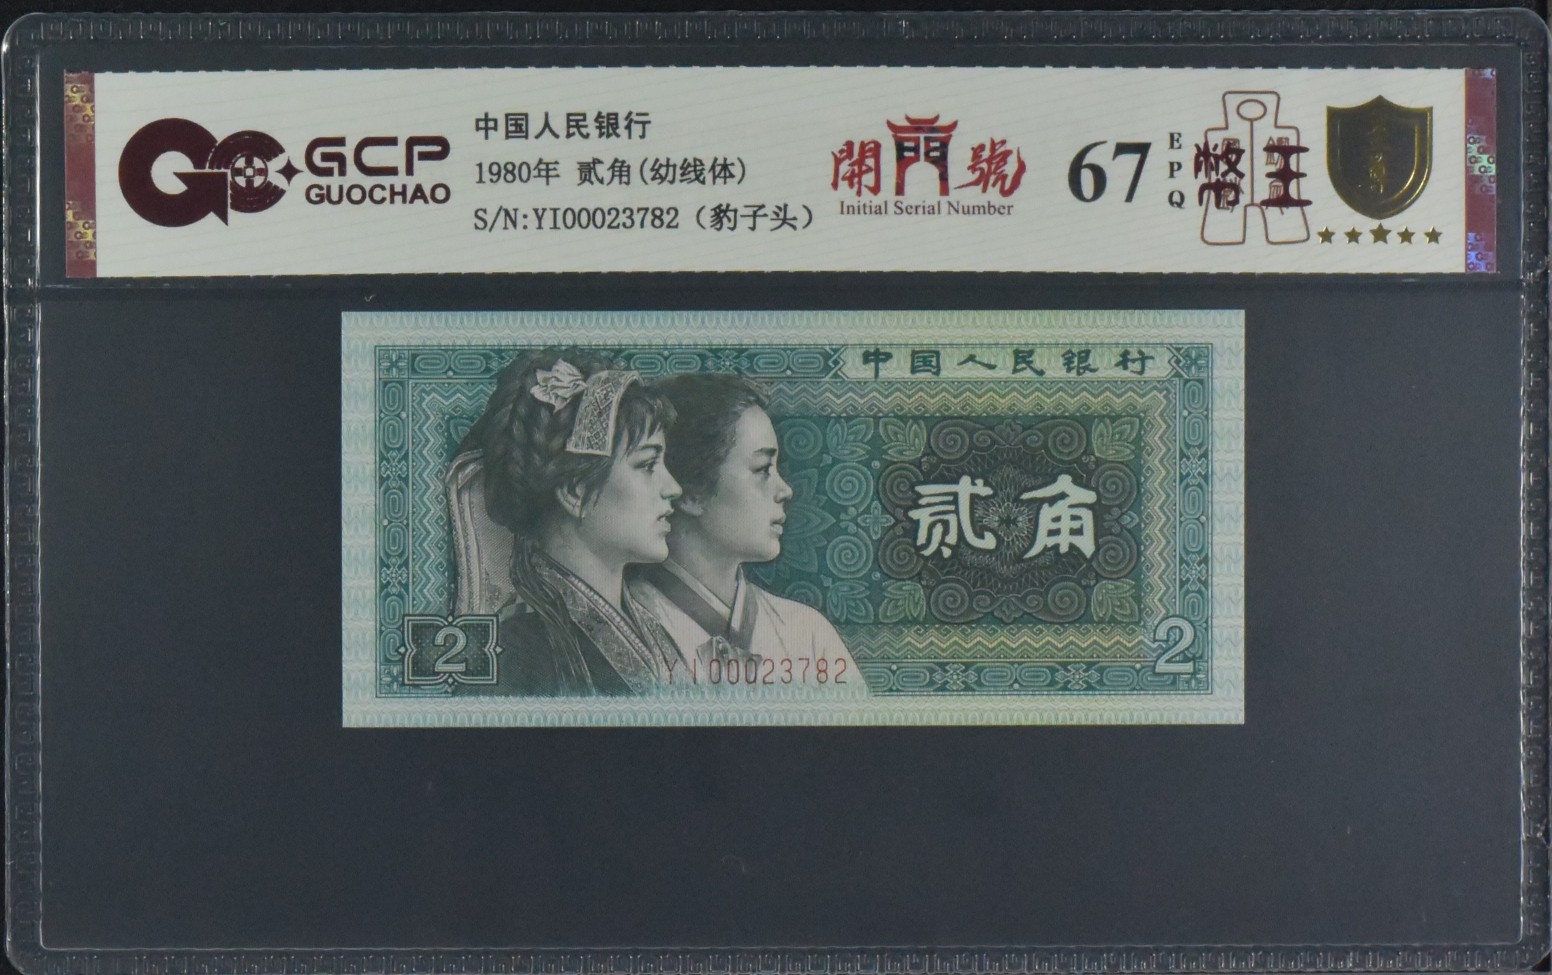 GCP
GUOCHAO
中国人民银行
1980年 贰角(幼线体)
S/N:YI00023782（豹子头）
開門號
Initial Serial Number
67
EPQ
幣王
中国人民银行
贰角
2
YI00023782
2